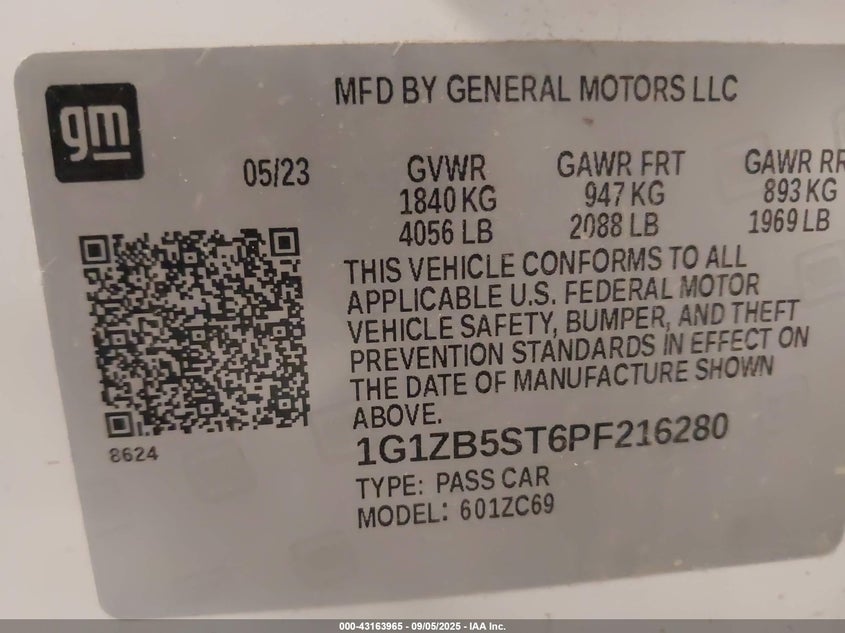 gm
MFD BY GENERAL MOTORS LLC
05/23 GVWR GAWR FRT GAWR RR
1840 KG 947 KG 893 KG
4056 LB 2088 LB 1969 LB
THIS VEHICLE CONFORMS TO ALL
APPLICABLE U.S. FEDERAL MOTOR
VEHICLE SAFETY, BUMPER, AND THEFT
PREVENTION STANDARDS IN EFFECT ON
THE DATE OF MANUFACTURE SHOWN
ABOVE.
8624
1G1ZB5ST6PF216280
TYPE: PASS CAR
MODEL: 601ZC69
000-43163965 - 09/05/2025 - IAA Inc.